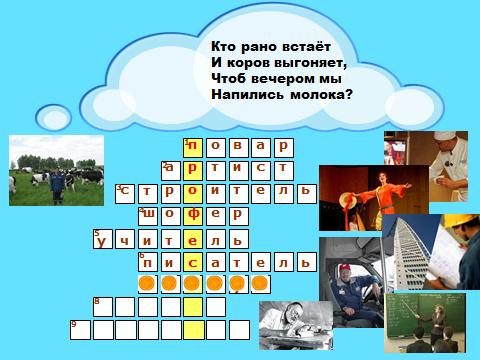 Кто рано встаёт
И коров выгоняет,
Чтоб вечером мы
Напились молока?
1 повар
2 артист
3 строитель
4 шофер
5 учитель
6 писатель
8
9